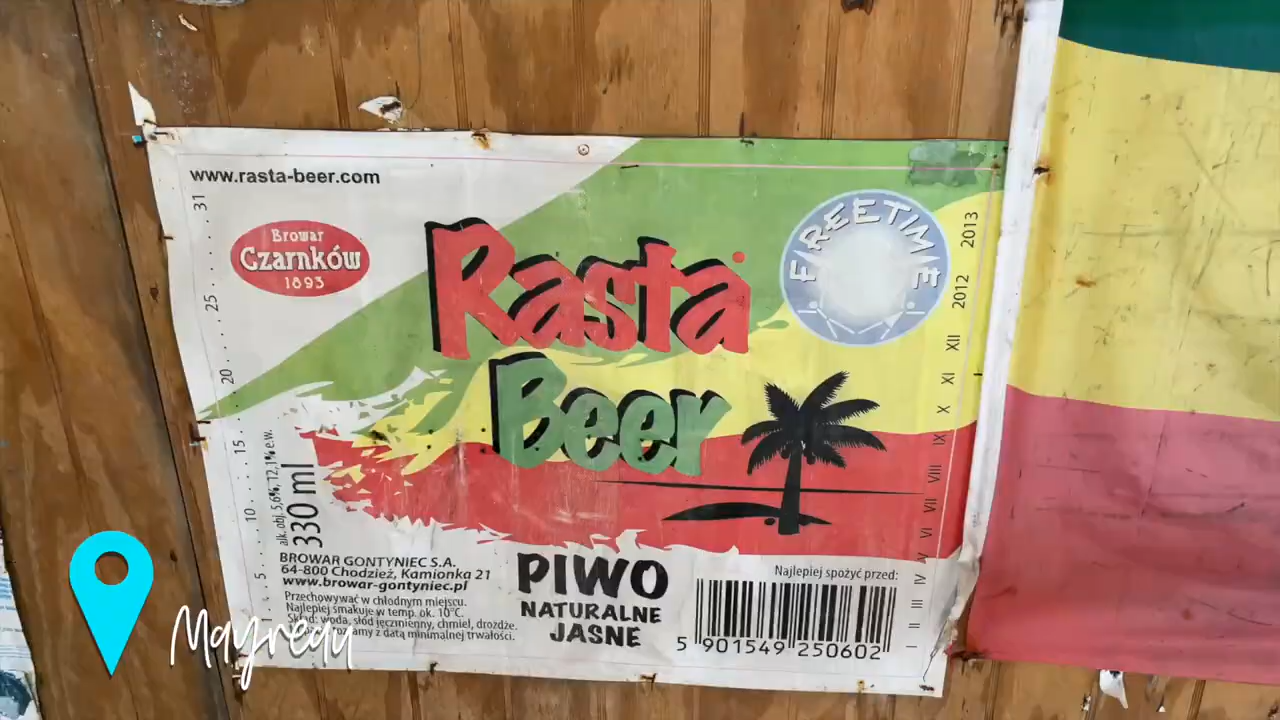 www.rasta-beer.com
31
25
20
15
10
5
Browar
Czarnków
1893
Rasta
Beer
FREETIME
2013
2012
XII
XI
X
IX
VIII
VII
VI
V
IV
III
II
I
alk. obj. 5,6%, 12,1% e.w.
330 ml
BROWAR GONTYNIEC S.A.
64-800 Chodzież, Kamionka 21
www.browar-gontyniec.pl
Przechowywać w chłodnym miejscu.
Najlepiej smakuje w temp. ok. 10°C.
Skład: woda, słód jęczmienny, chmiel, drożdże.
z datą minimalnej trwałości.
PIWO
NATURALNE
JASNE
Najlepiej spożyć przed:
5 901549 250602